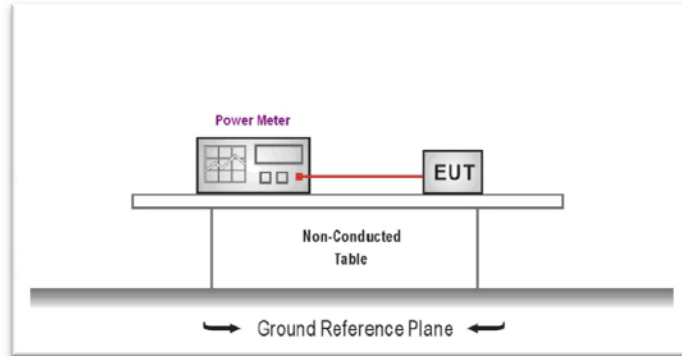 Power Meter
EUT
Non-Conducted
Table
Ground Reference Plane